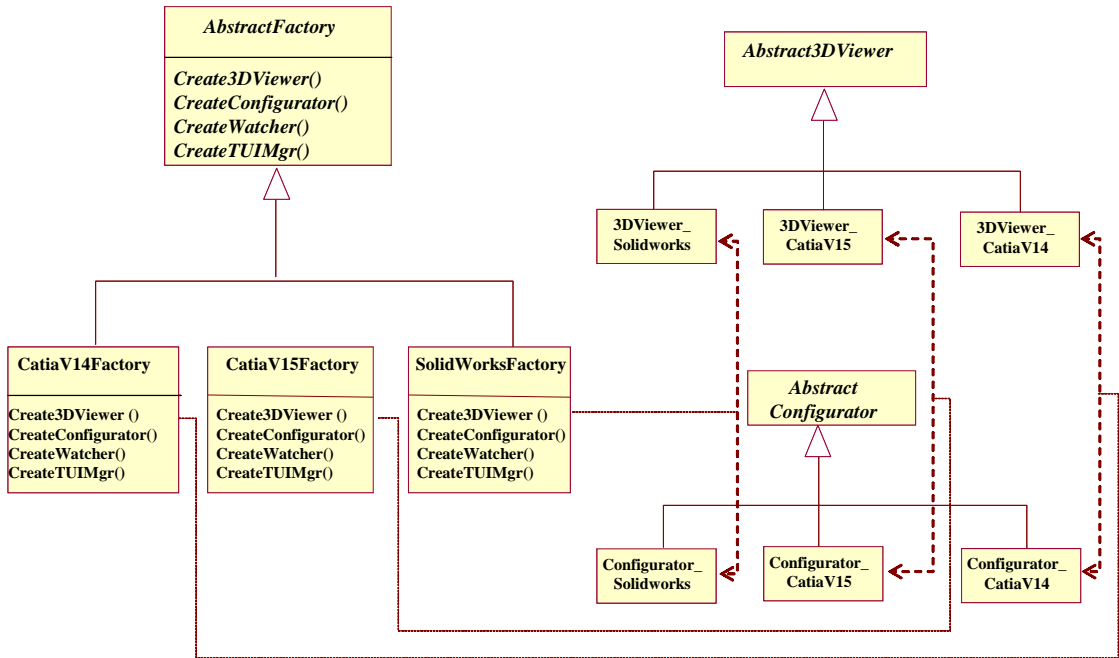 AbstractFactory
Create3DViewer()
CreateConfigurator()
CreateWatcher()
CreateTUIMgr()
Abstract3DViewer
3DViewer_
Solidworks
3DViewer_
CatiaV15
3DViewer_
CatiaV14
CatiaV14Factory
Create3DViewer ()
CreateConfigurator()
CreateWatcher()
CreateTUIMgr()
CatiaV15Factory
Create3DViewer ()
CreateConfigurator()
CreateWatcher()
CreateTUIMgr()
SolidWorksFactory
Create3DViewer ()
CreateConfigurator()
CreateWatcher()
CreateTUIMgr()
Abstract
Configurator
Configurator_
Solidworks
Configurator_
CatiaV15
Configurator_
CatiaV14